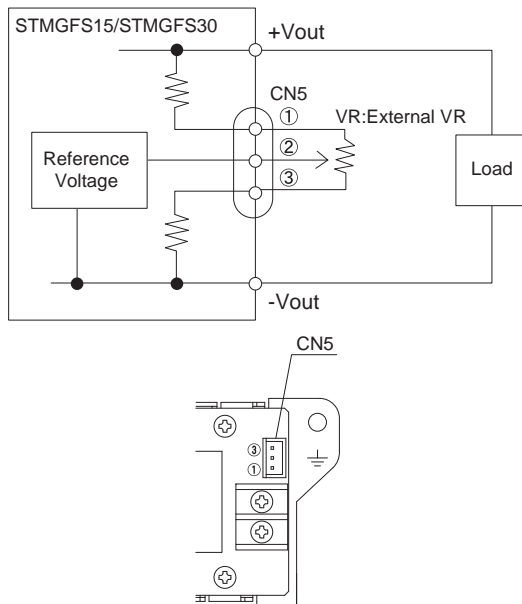 STMGFS15/STMGFS30
+Vout
CN5
①
VR:External VR
②
Reference
Voltage
③
Load
-Vout
CN5
③
①